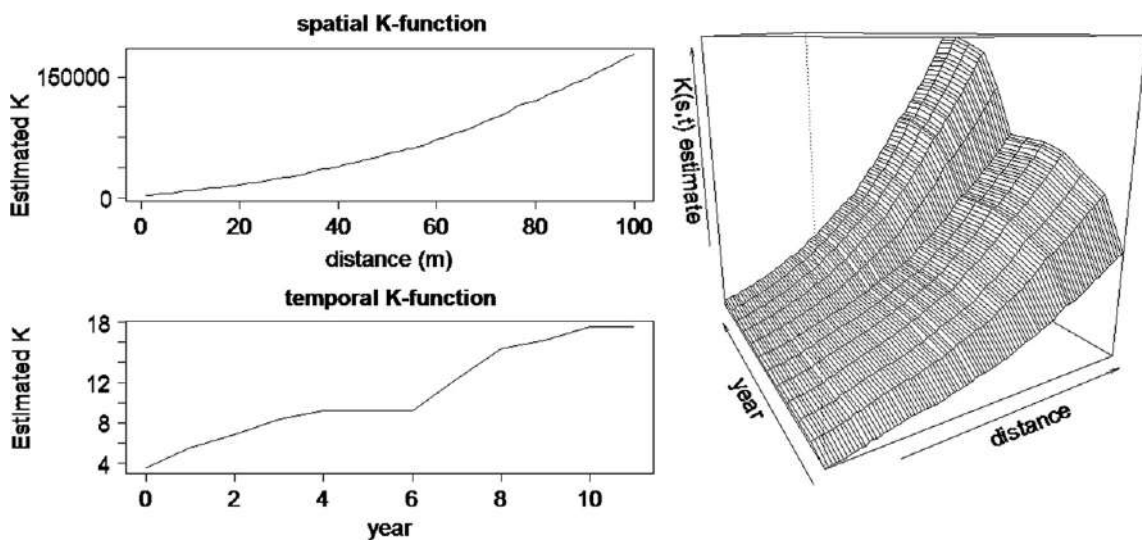 spatial K-function
Estimated K
150000
0
0 20 40 60 80 100
distance (m)
temporal K-function
Estimated K
18
12
8
4
0 2 4 6 8 10
year
K(s,t) estimate
year
distance